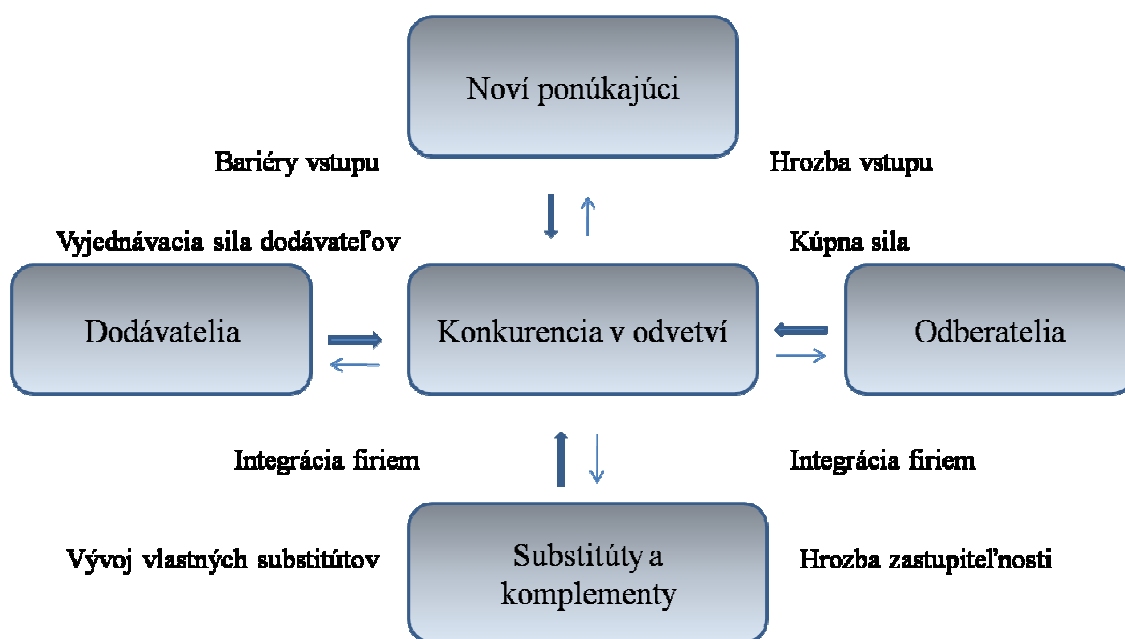 Noví ponúkajúci
Bariéry vstupu
Hrozba vstupu
Vyjednávacia sila dodávateľov
Kúpna sila
Dodávatelia
Konkurencia v odvetví
Odberatelia
Integrácia firiem
Integrácia firiem
Vývoj vlastných substitútov
Substitúty a
komplementy
Hrozba zastupiteľnosti